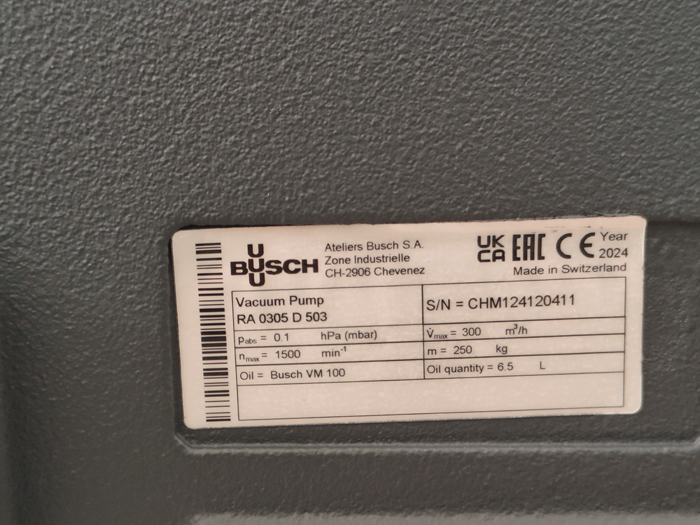 BUSCH
Ateliers Busch S.A.
Zone Industrielle
CH-2906 Chevenez
UK CA EAC CE Year 2024
Made in Switzerland
Vacuum Pump
RA 0305 D 503
S/N = CHM124120411
pabs = 0.1 hPa (mbar)
V̇max = 300 m³/h
nmax = 1500 min⁻¹
m = 250 kg
Oil = Busch VM 100
Oil quantity = 6.5 L